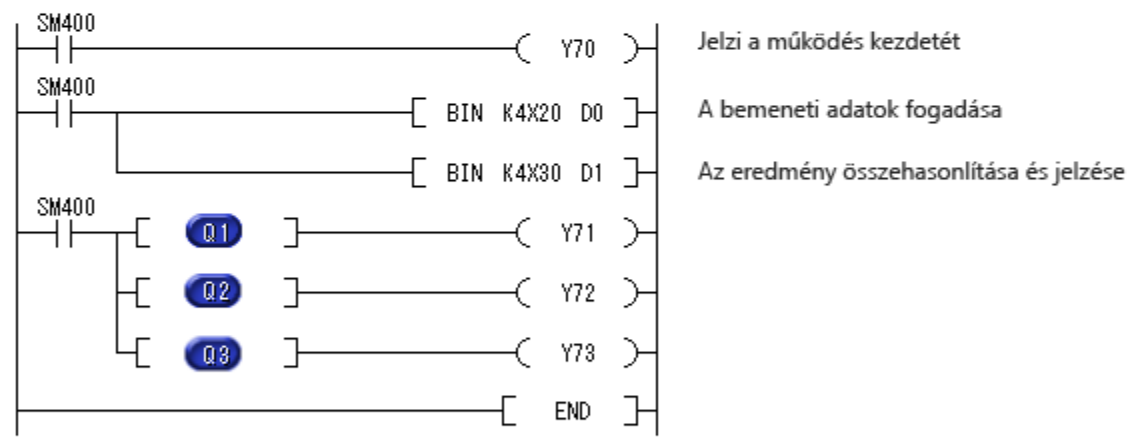 SM400
Y70 Jelzi a működés kezdetét
SM400
BIN K4X20 D0 A bemeneti adatok fogadása
BIN K4X30 D1 Az eredmény összehasonlítása és jelzése
SM400
Q1 Y71
Q2 Y72
Q3 Y73
END